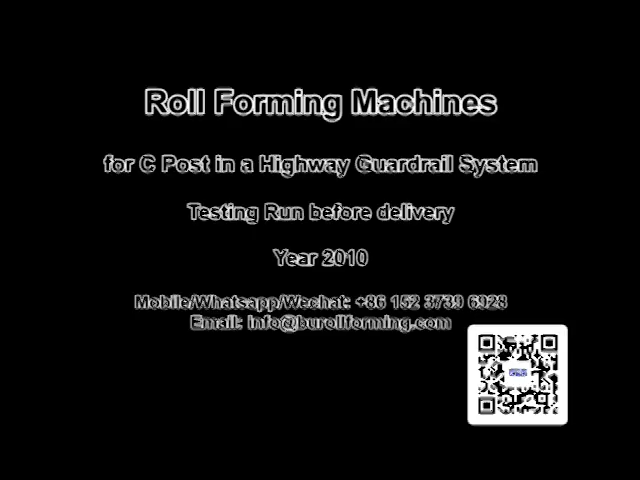 Roll Forming Machines
for C Post in a Highway Guardrail System
Testing Run before delivery
Year 2010
Mobile/Whatsapp/Wechat: +86 152 3739 6928
Email: info@burollforming.com